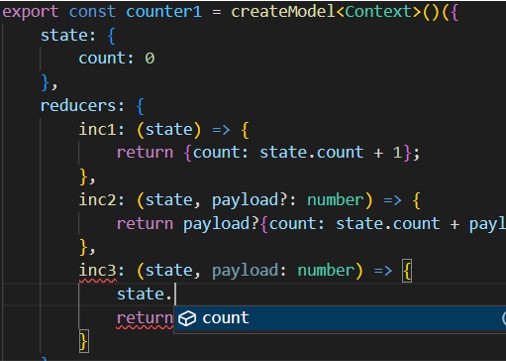 export const counter1 = createModel<Context>()({
state: {
count: 0
},
reducers: {
inc1: (state) => {
return {count: state.count + 1};
},
inc2: (state, payload?: number) => {
return payload?{count: state.count + payl
},
inc3: (state, payload: number) => {
state.
return count
}